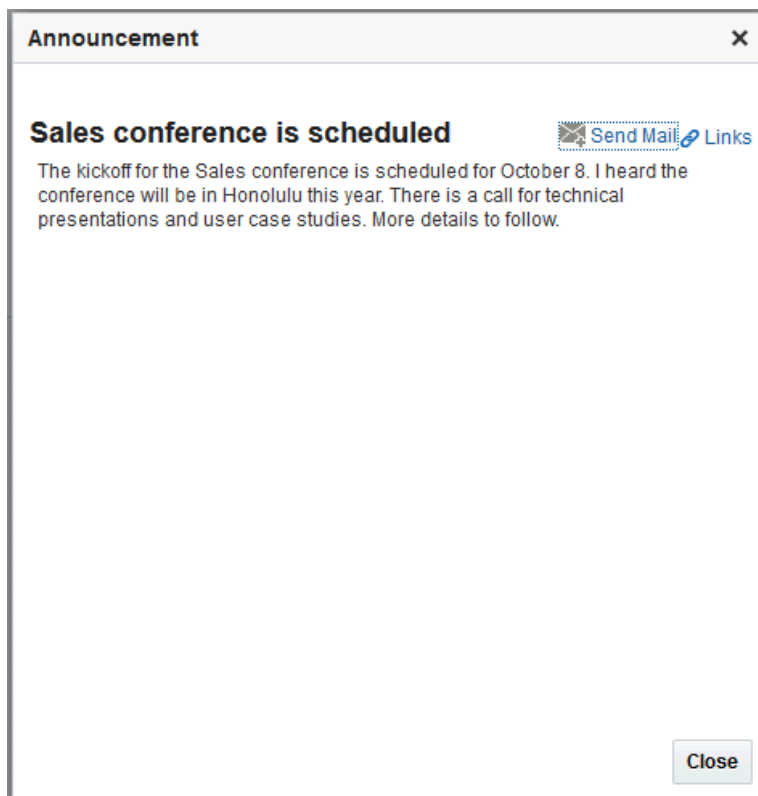 Announcement
Sales conference is scheduled
Send Mail Links
The kickoff for the Sales conference is scheduled for October 8. I heard the
conference will be in Honolulu this year. There is a call for technical
presentations and user case studies. More details to follow.
Close